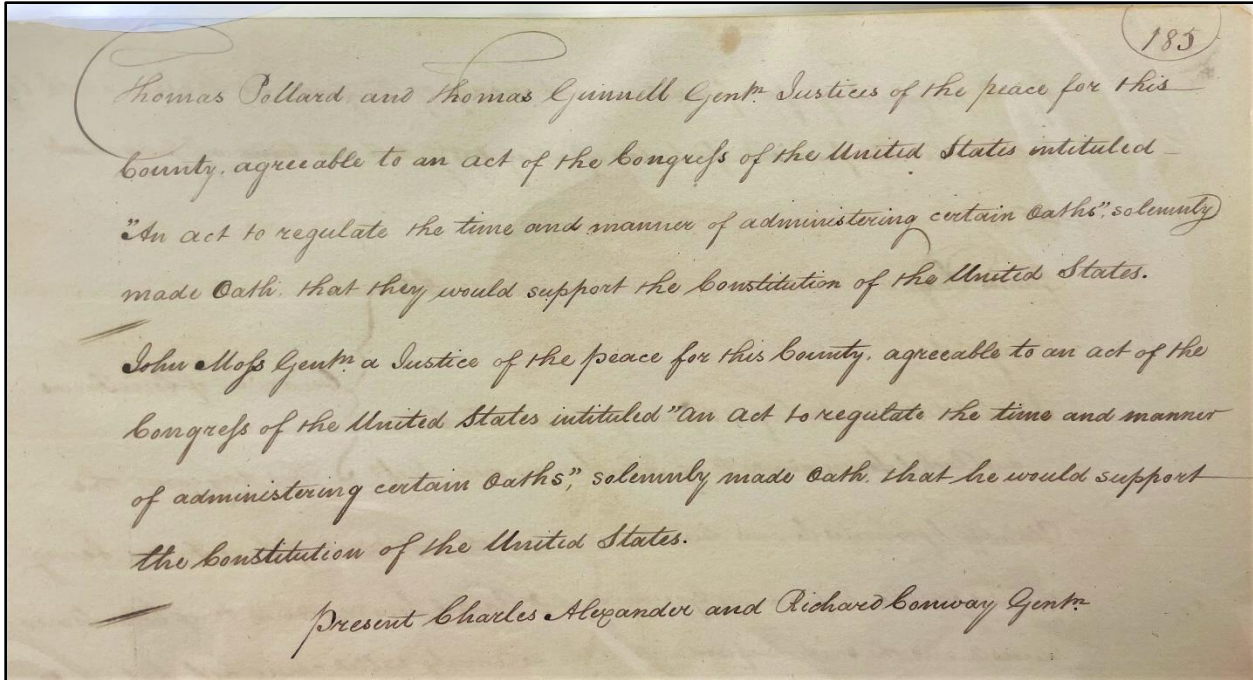 185
Thomas Pollard and Thomas Gunnell Gentn. Justices of the peace for this
County. agreeable to an act of the Congreſs of the United States intituled
"An act to regulate the time and manner of administering certain Oaths", solemnly
made Oath. that they would support the Constitution of the United States.
John Moſs Gentn. a Justice of the peace for this County. agreeable to an act of the
Congreſs of the United States intituled "an act to regulate the time and manner
of administering certain Oaths", solemnly made Oath. that he would support
the Constitution of the United States.
Present Charles Alexander and Richard Conway Gentn.